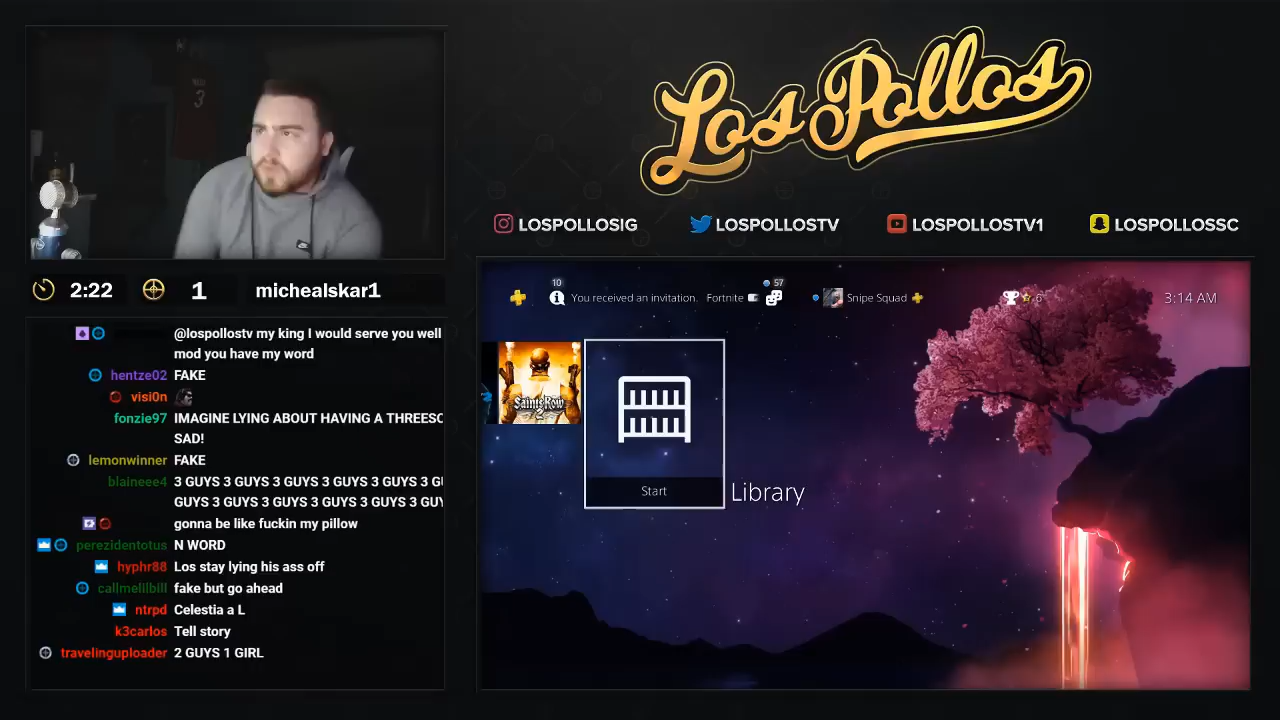 Los Pollos
LOSPOLLOSIG
LOSPOLLOSTV
LOSPOLLOSTV1
LOSPOLLOSSC
3
2:22
1
michealskar1
@lospollostv my king I would serve you well
mod you have my word
hentze02 FAKE
visi0n
fonzie97 IMAGINE LYING ABOUT HAVING A THREESO
SAD!
lemonwinner FAKE
blaineee4 3 GUYS 3 GUYS 3 GUYS 3 GUYS 3 GUYS 3 GU
GUYS 3 GUYS 3 GUYS 3 GUYS 3 GUYS 3 GUY
gonna be like fuckin my pillow
perezidentotus N WORD
hyphr88 Los stay lying his ass off
callmelilbill fake but go ahead
ntrpd Celestia a L
k3carlos Tell story
travelinguploader 2 GUYS 1 GIRL
10
You received an invitation. Fortnite
57
Snipe Squad
6
3:14 AM
Saints Row
2
Start
Library